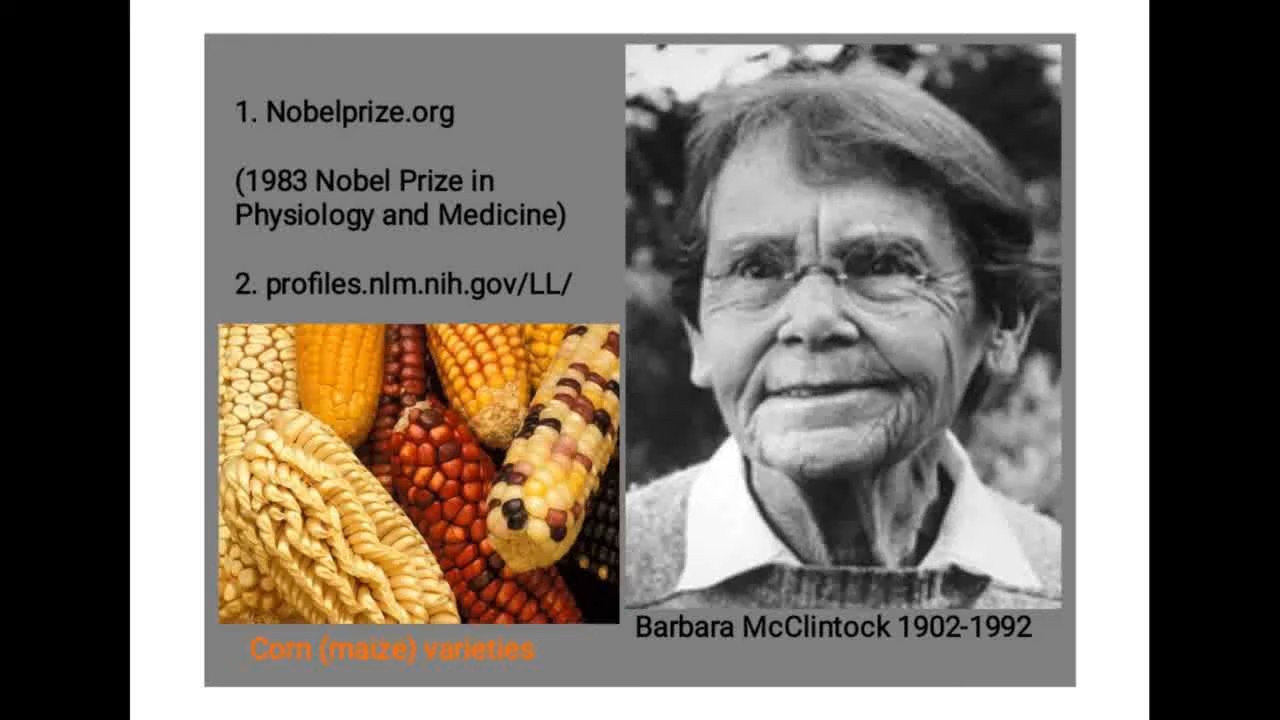 1. Nobelprize.org
(1983 Nobel Prize in
Physiology and Medicine)
2. profiles.nlm.nih.gov/LL/
Corn (maize) varieties
Barbara McClintock 1902-1992